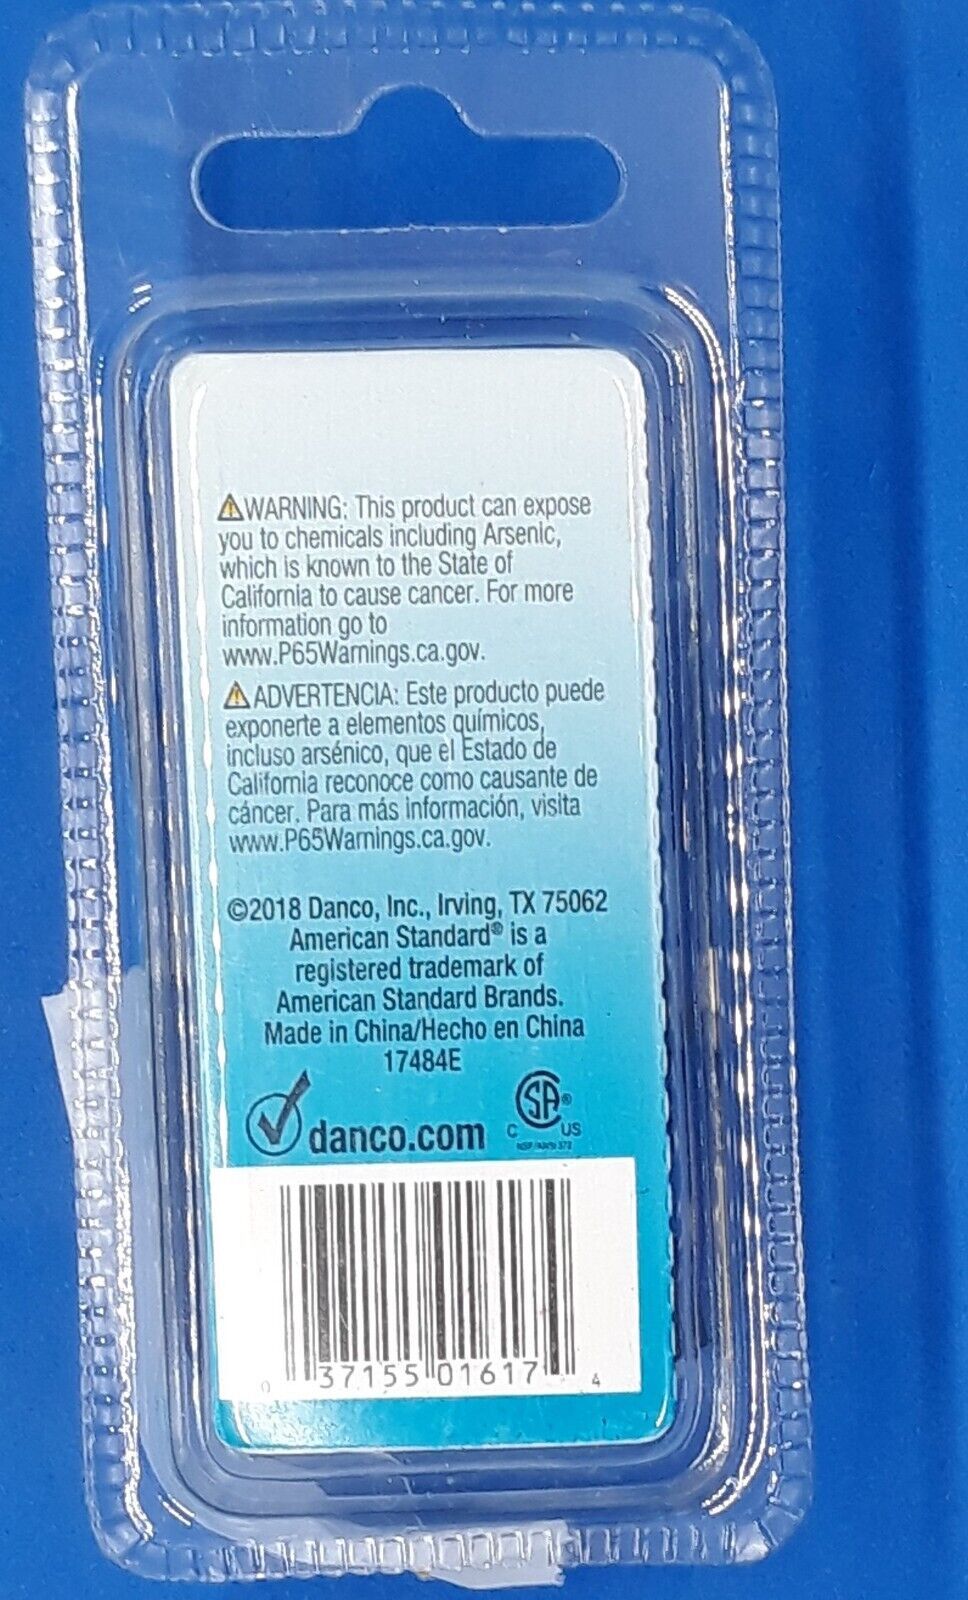 WARNING: This product can expose
you to chemicals including Arsenic,
which is known to the State of
California to cause cancer. For more
information go to
www.P65Warnings.ca.gov.
ADVERTENCIA: Este producto puede
exponerte a elementos químicos,
incluso arsénico, que el Estado de
California reconoce como causante de
cáncer. Para más información, visita
www.P65Warnings.ca.gov.
©2018 Danco, Inc., Irving, TX 75062
American Standard® is a
registered trademark of
American Standard Brands.
Made in China/Hecho en China
17484E
danco.com
SA®
C US
NSF/ANSI 372
0 37155 01617 4